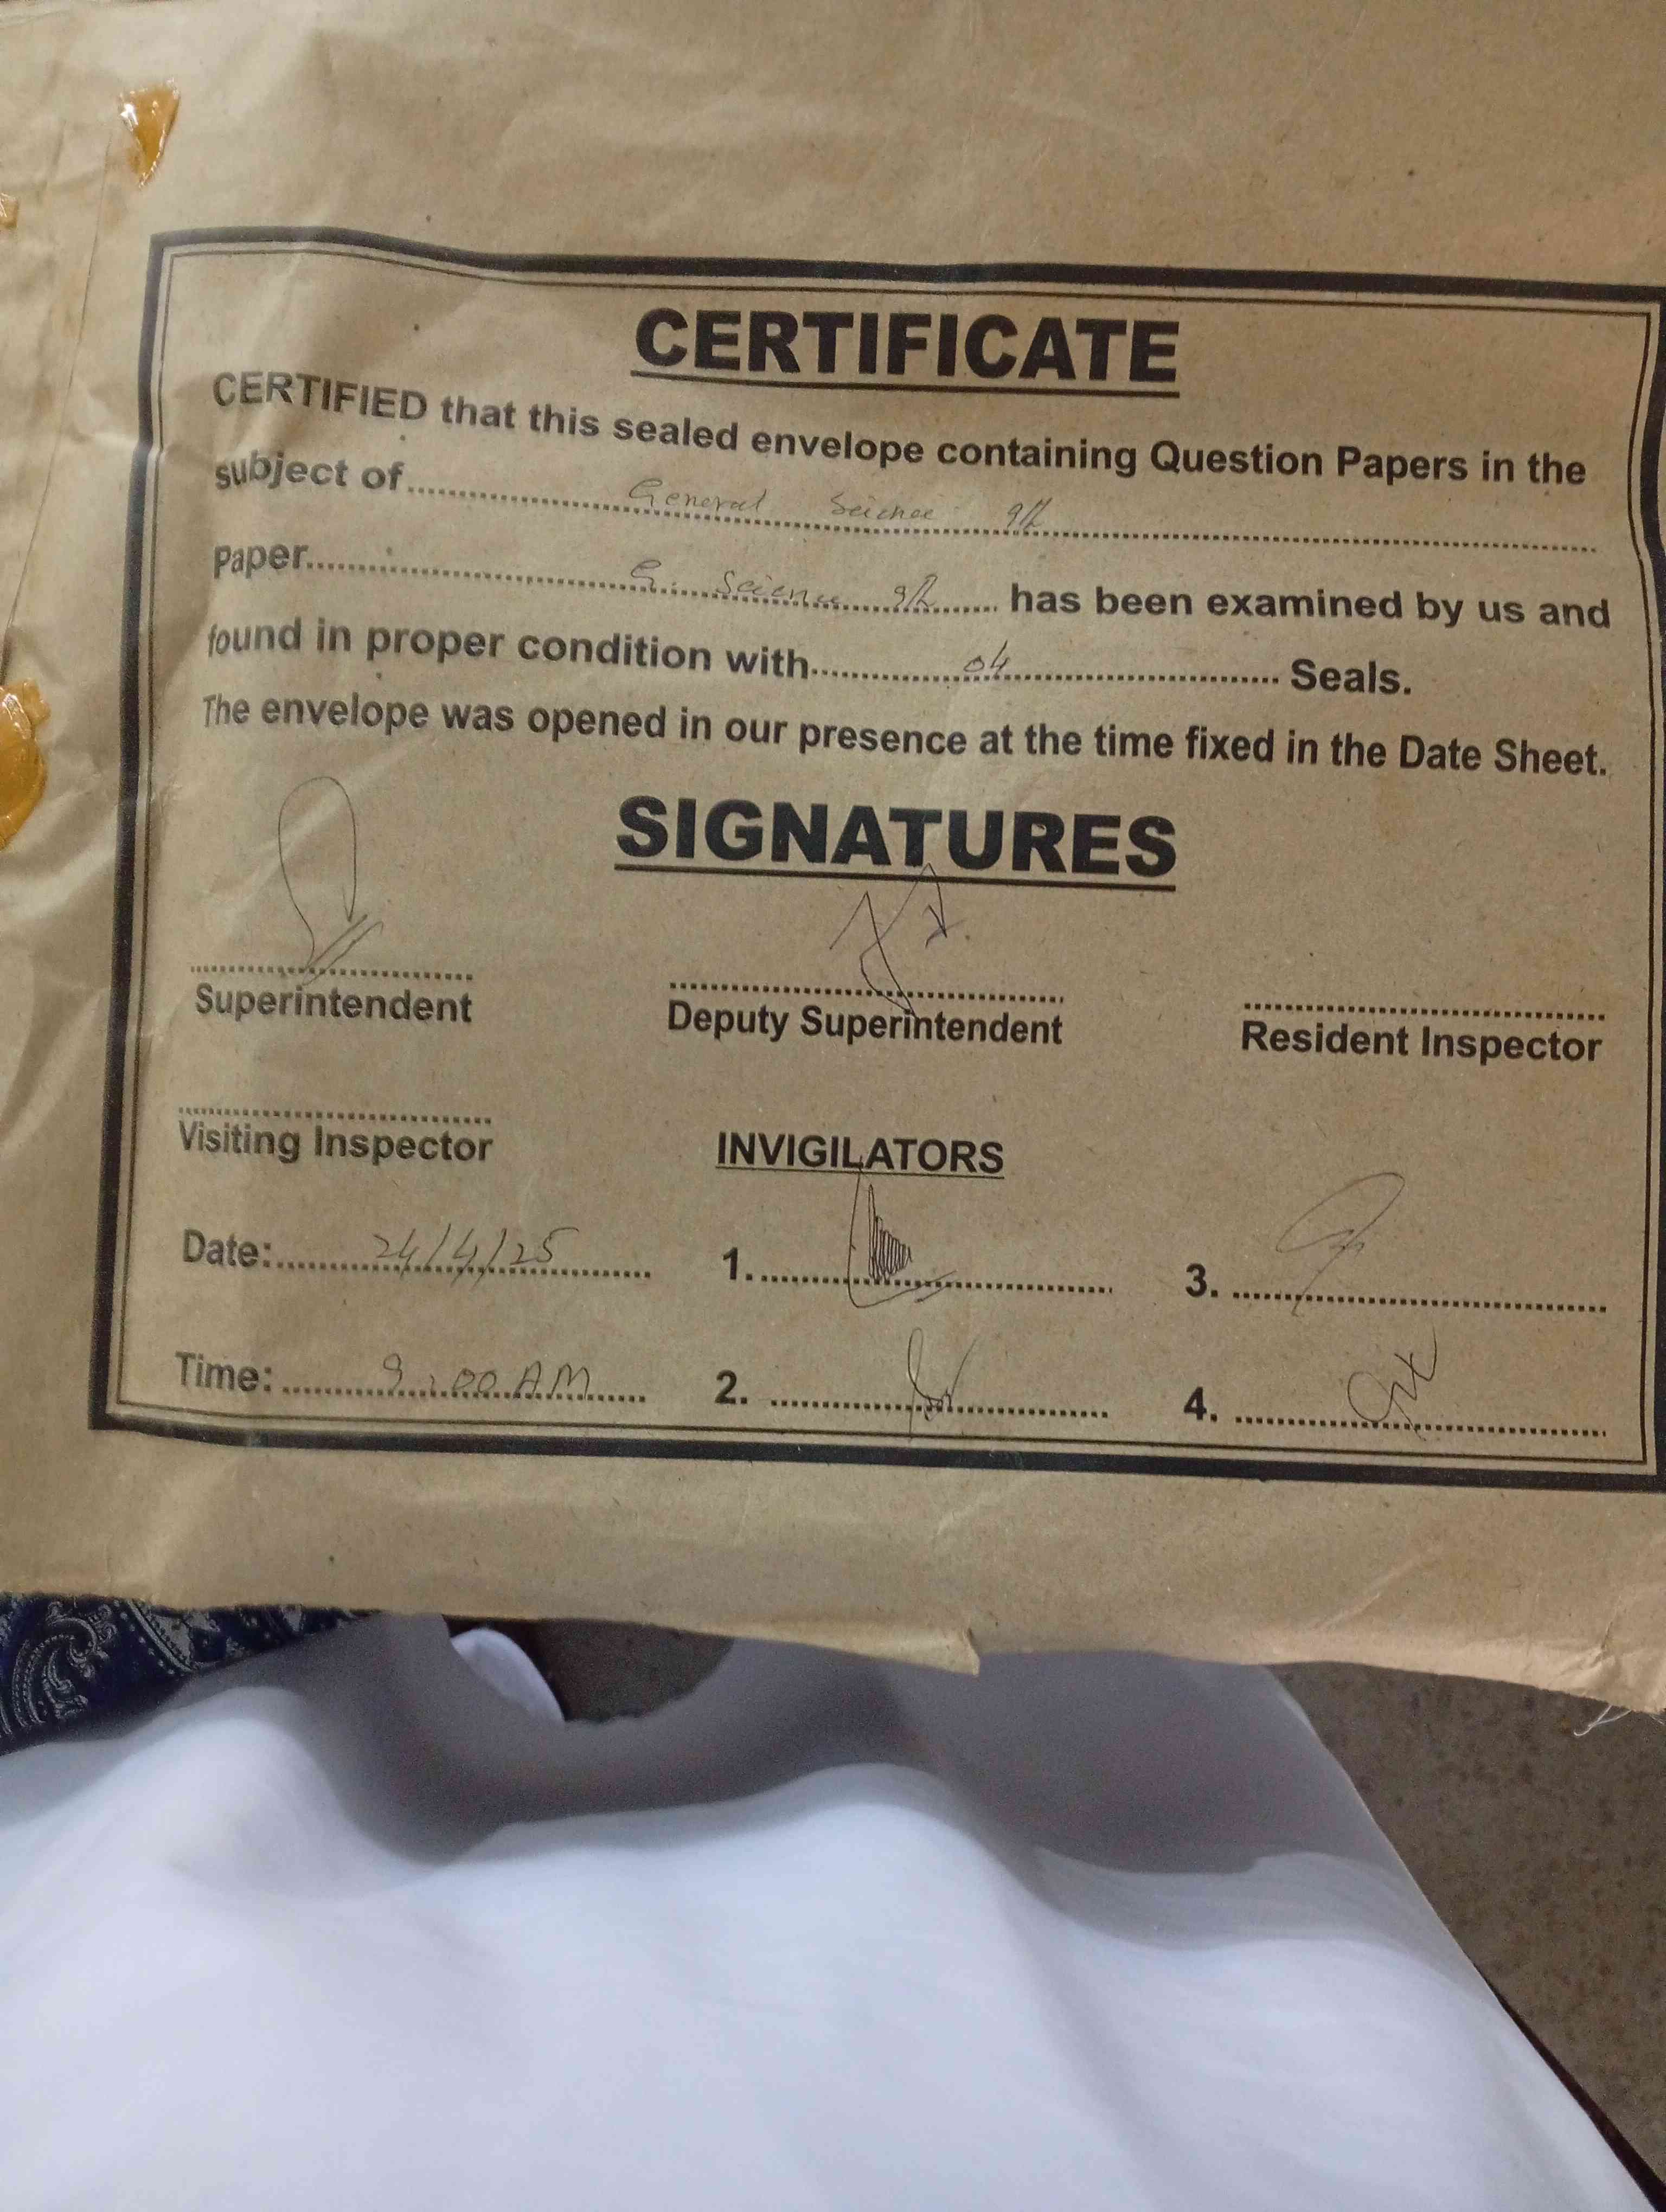 CERTIFICATE
CERTIFIED that this sealed envelope containing Question Papers in the
subject of General Science 9th
Paper G. Science 9th has been examined by us and
found in proper condition with 04 Seals.
The envelope was opened in our presence at the time fixed in the Date Sheet.
SIGNATURES
Superintendent Deputy Superintendent Resident Inspector
Visiting Inspector INVIGILATORS
Date: 24/4/25 1. 3.
Time: 9:00 AM 2. 4.